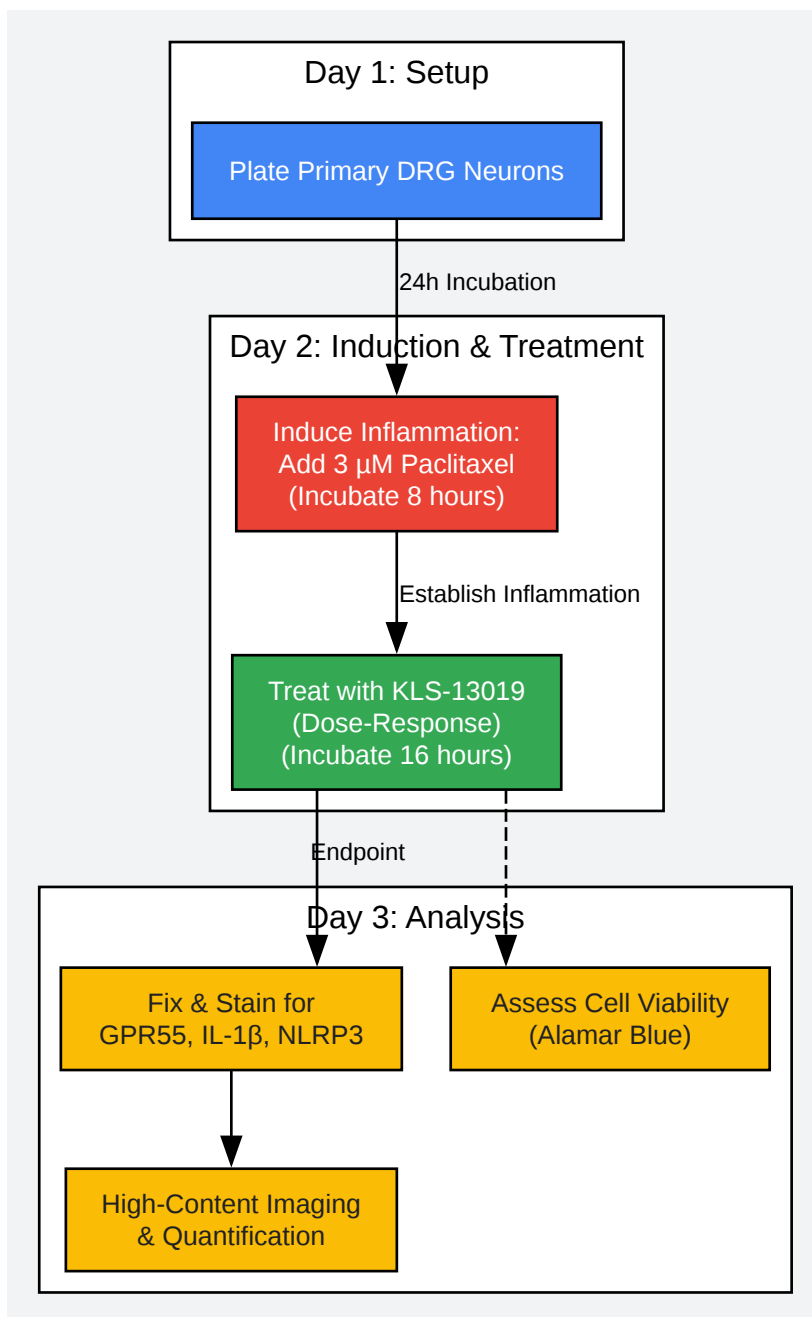 Day 1: Setup
Plate Primary DRG Neurons
24h Incubation
Day 2: Induction & Treatment
Induce Inflammation:
Add 3 µM Paclitaxel
(Incubate 8 hours)
Establish Inflammation
Treat with KLS-13019
(Dose-Response)
(Incubate 16 hours)
Endpoint
Day 3: Analysis
Fix & Stain for
GPR55, IL-1β, NLRP3
Assess Cell Viability
(Alamar Blue)
High-Content Imaging
& Quantification